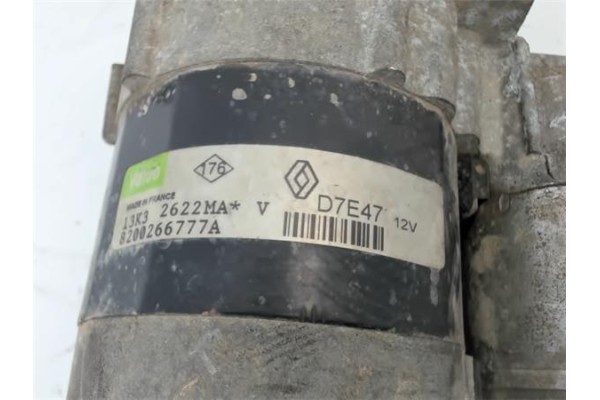 Valeo
176
MADE IN FRANCE
13K3 2622MA* V
8200266777A
D7E47 12V